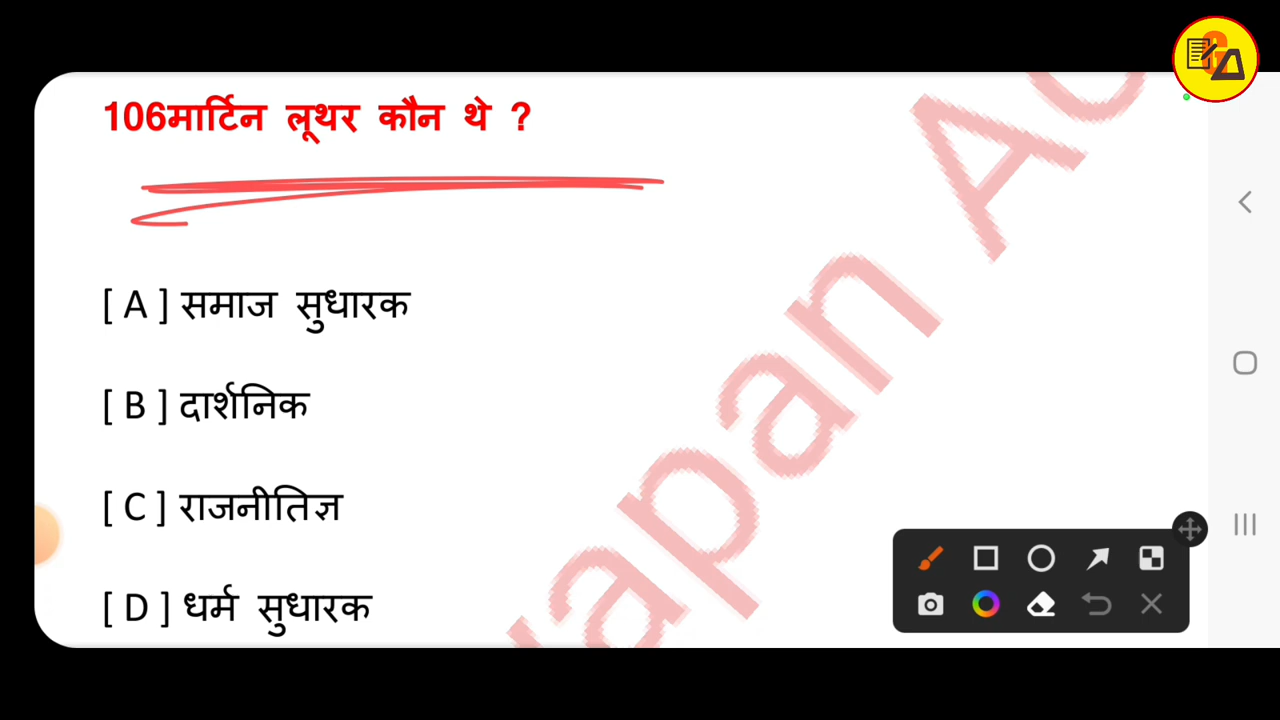 106मार्टिन लूथर कौन थे ?
[ A ] समाज सुधारक
[ B ] दार्शनिक
[ C ] राजनीतिज्ञ
[ D ] धर्म सुधारक